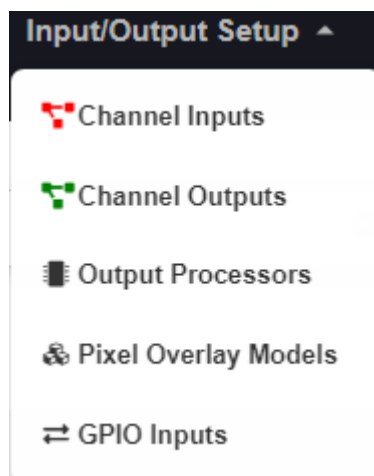 Input/Output Setup
Channel Inputs
Channel Outputs
Output Processors
Pixel Overlay Models
GPIO Inputs